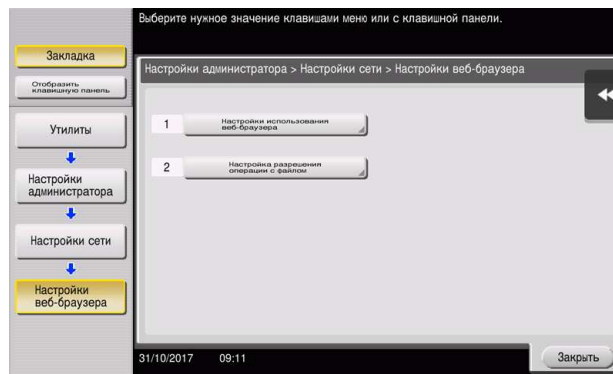 Выберите нужное значение клавишами меню или с клавишной панели.
Закладка
Отобразить
клавишную панель
Утилиты
Настройки
администратора
Настройки сети
Настройки
веб-браузера
Настройки администратора > Настройки сети > Настройки веб-браузера
1 Настройки использования
веб-браузера
2 Настройка разрешения
операции с файлом
31/10/2017 09:11
Закрыть